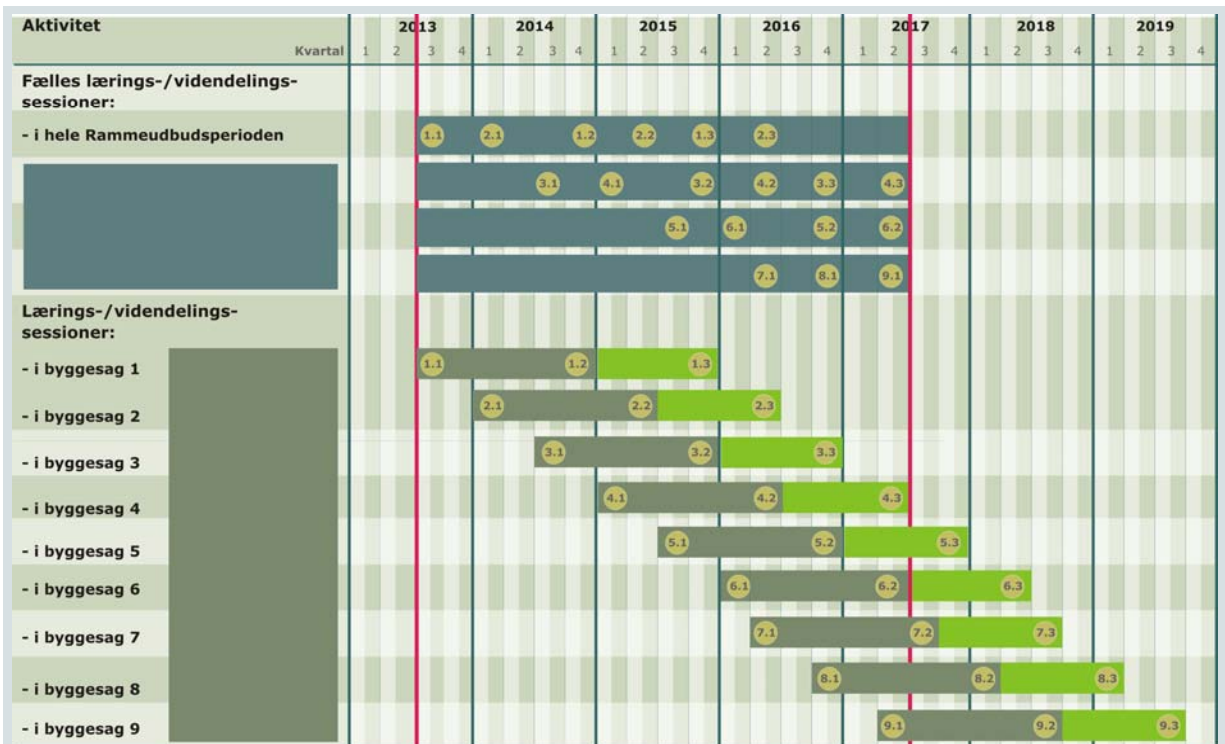 Aktivitet 2013 2014 2015 2016 2017 2018 2019
Kvartal 1 2 3 4 1 2 3 4 1 2 3 4 1 2 3 4 1 2 3 4 1 2 3 4 1 2 3 4
Fælles lærings-/videndelings-
sessioner:
- i hele Rammeudbudsperioden 1.1 2.1 1.2 2.2 1.3 2.3
3.1 4.1 3.2 4.2 3.3 4.3
5.1 6.1 5.2 6.2
7.1 8.1 9.1
Lærings-/videndelings-
sessioner:
- i byggesag 1 1.1 1.2 1.3
- i byggesag 2 2.1 2.2 2.3
- i byggesag 3 3.1 3.2 3.3
- i byggesag 4 4.1 4.2 4.3
- i byggesag 5 5.1 5.2 5.3
- i byggesag 6 6.1 6.2 6.3
- i byggesag 7 7.1 7.2 7.3
- i byggesag 8 8.1 8.2 8.3
- i byggesag 9 9.1 9.2 9.3